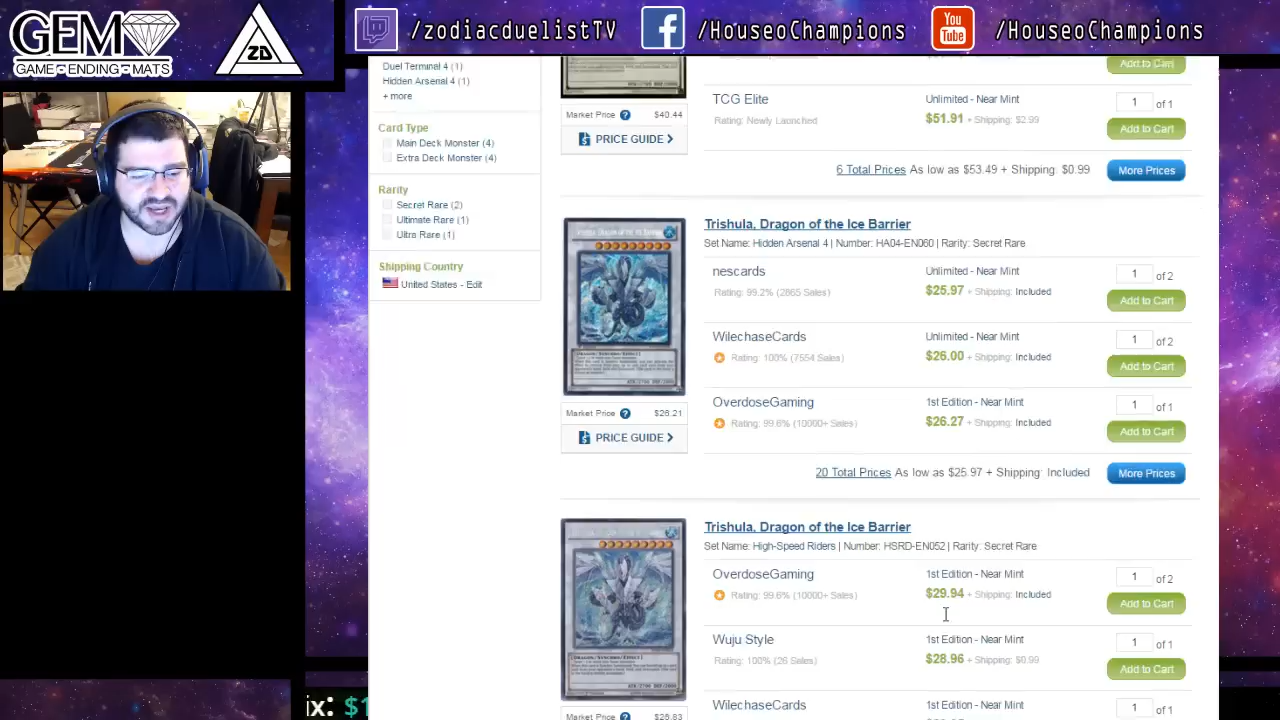 GEM
GAME-ENDING-MATS
ZD
/zodiacduelistTV
/HouseoChampions
You
Tube
/HouseoChampions
Duel Terminal 4 (1)
Hidden Arsenal 4 (1)
+ more
Card Type
Main Deck Monster (4)
Extra Deck Monster (4)
Rarity
Secret Rare (2)
Ultimate Rare (1)
Ultra Rare (1)
Shipping Country
United States - Edit
Market Price ? $40.44
PRICE GUIDE
Add to Cart
TCG Elite
Rating: Newly Launched
Unlimited - Near Mint
$51.91 + Shipping: $2.99
1 of 1
Add to Cart
6 Total Prices As low as $53.49 + Shipping: $0.99
More Prices
Trishula, Dragon of the Ice Barrier
Set Name: Hidden Arsenal 4 | Number: HA04-EN060 | Rarity: Secret Rare
nescards
Rating: 99.2% (2865 Sales)
Unlimited - Near Mint
$25.97 + Shipping: Included
1 of 2
Add to Cart
WilechaseCards
Rating: 100% (7554 Sales)
Unlimited - Near Mint
$26.00 + Shipping: Included
1 of 2
Add to Cart
OverdoseGaming
Rating: 99.6% (10000+ Sales)
1st Edition - Near Mint
$26.27 + Shipping: Included
1 of 1
Add to Cart
Market Price ? $26.21
PRICE GUIDE
20 Total Prices As low as $25.97 + Shipping: Included
More Prices
Trishula, Dragon of the Ice Barrier
Set Name: High-Speed Riders | Number: HSRD-EN052 | Rarity: Secret Rare
OverdoseGaming
Rating: 99.6% (10000+ Sales)
1st Edition - Near Mint
$29.94 + Shipping: Included
1 of 2
Add to Cart
Wuju Style
Rating: 100% (26 Sales)
1st Edition - Near Mint
$28.96 + Shipping: $0.99
1 of 1
Add to Cart
WilechaseCards
1st Edition - Near Mint
1 of 1
Market Price ? $26.83
ix: $1